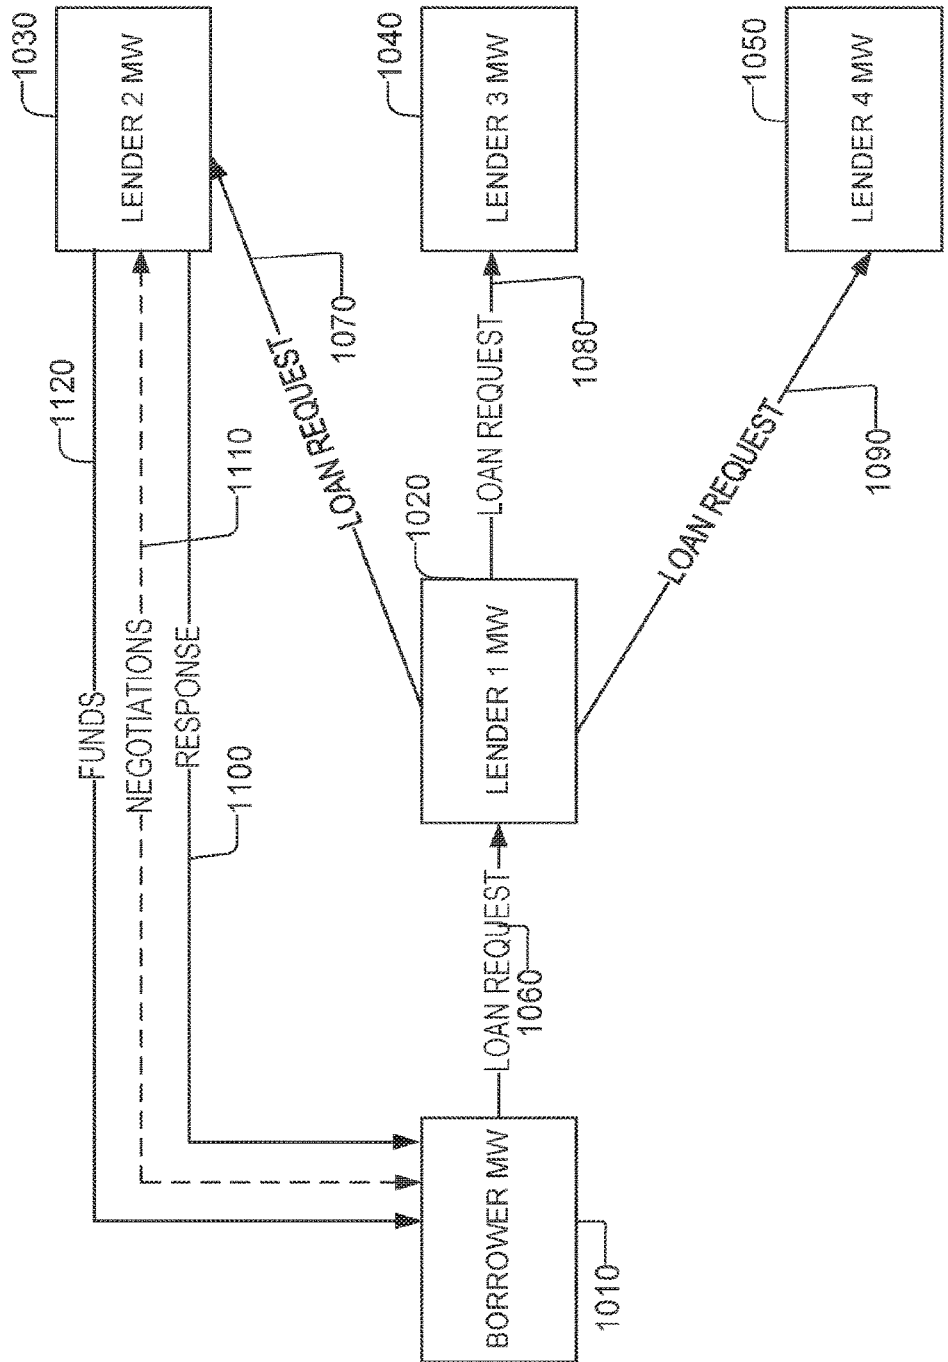 1030
LENDER 2 MW
1040
LENDER 3 MW
1050
LENDER 4 MW
1120
1110
FUNDS
NEGOTIATIONS
RESPONSE
1100
LOAN REQUEST
1070
LOAN REQUEST
1080
LOAN REQUEST
1090
1020
LENDER 1 MW
LOAN REQUEST
1060
BORROWER MW
1010